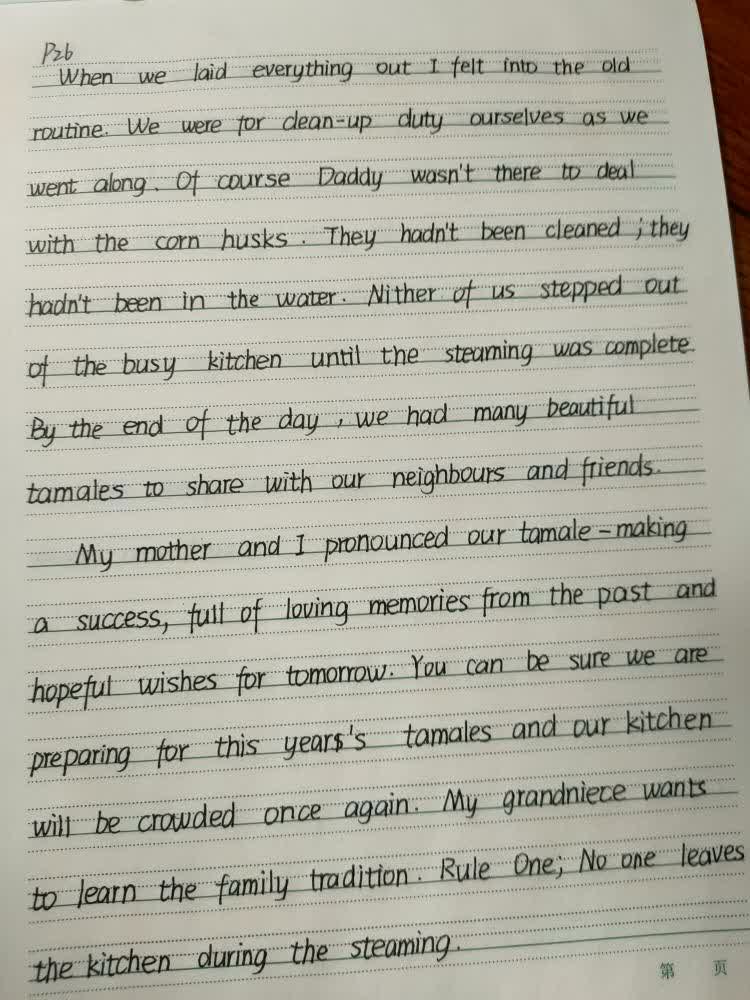 P26
When we laid everything out I felt into the old
routine. We were for clean-up duty ourselves as we
went along. Of course Daddy wasn't there to deal
with the corn husks. They hadn't been cleaned; they
hadn't been in the water. Nither of us stepped out
of the busy kitchen until the steaming was complete.
By the end of the day, we had many beautiful
tamales to share with our neighbours and friends.
My mother and I pronounced our tamale-making
a success, full of loving memories from the past and
hopeful wishes for tomorrow. You can be sure we are
preparing for this years's tamales and our kitchen
will be crowded once again. My grandniece wants
to learn the family tradition. Rule One; No one leaves
the kitchen during the steaming.
第 页